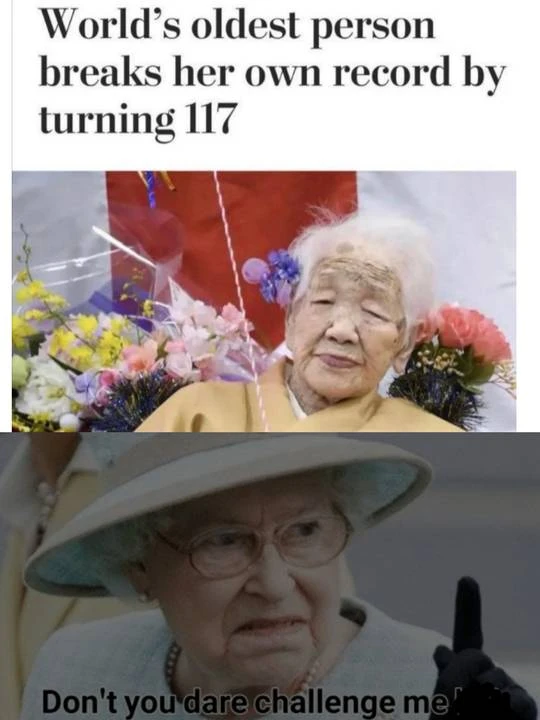 World’s oldest person
breaks her own record by
turning 117
Don't you dare challenge me